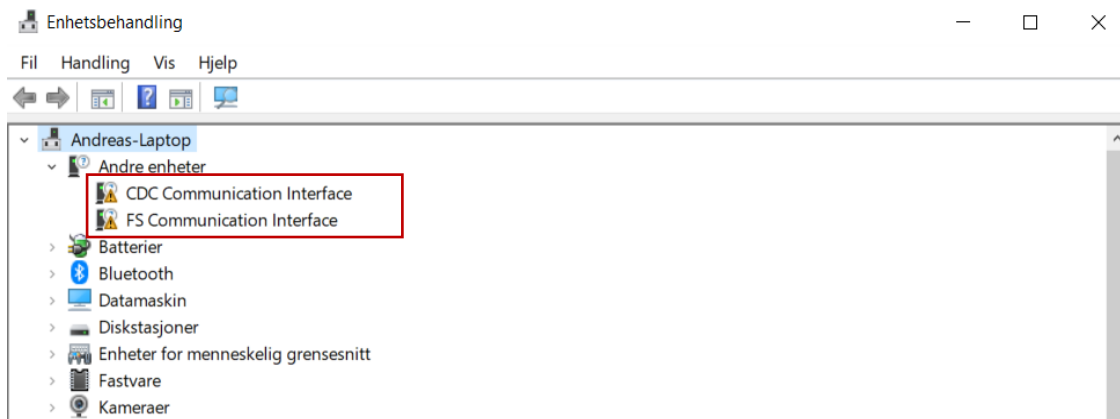 Enhetsbehandling
Fil Handling Vis Hjelp
Andreas-Laptop
Andre enheter
CDC Communication Interface
FS Communication Interface
Batterier
Bluetooth
Datamaskin
Diskstasjoner
Enheter for menneskelig grensesnitt
Fastvare
Kameraer